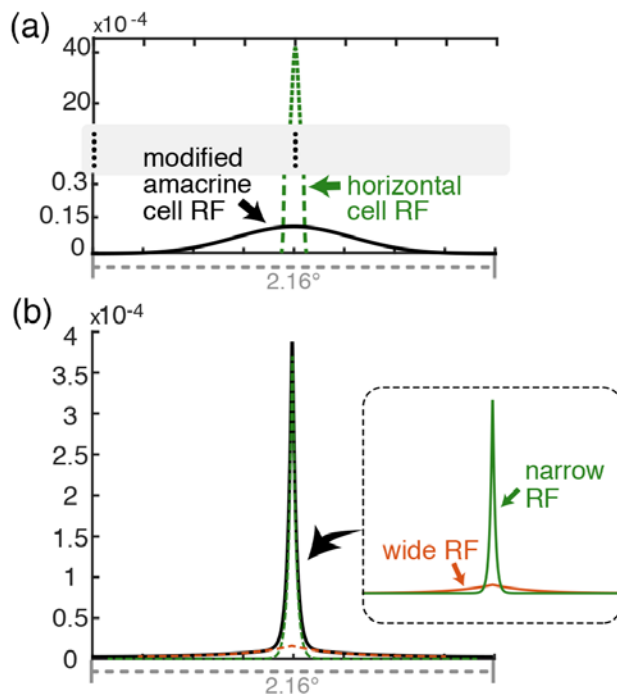 (a)
x10⁻⁴
40
20
modified
amacrine
cell RF
horizontal
cell RF
0.3
0.15
0
2.16°
(b)
x10⁻⁴
4
3.5
3
2.5
2
1.5
1
0.5
0
2.16°
narrow
RF
wide RF